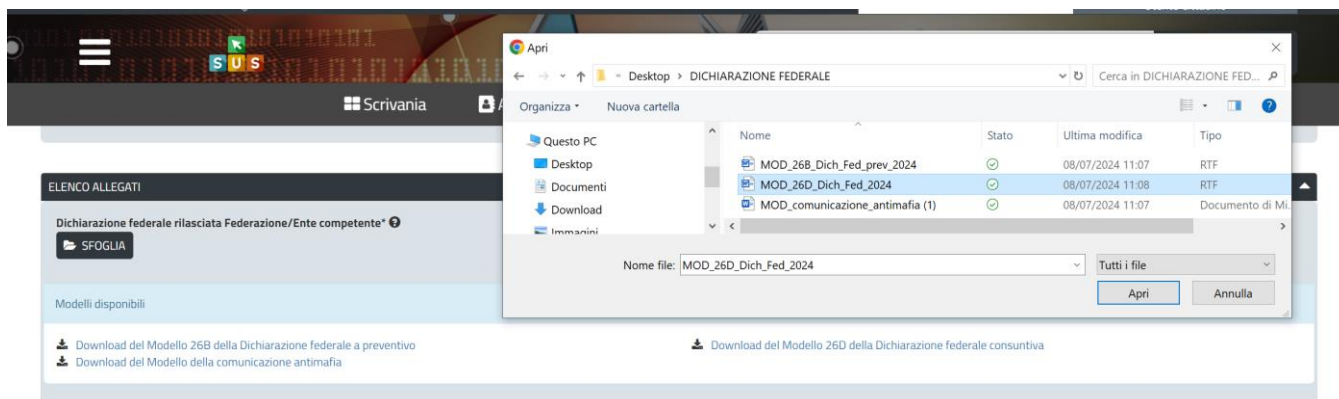 SUS
Scrivania
Apri
Desktop > DICHIARAZIONE FEDERALE
Cerca in DICHIARAZIONE FED...
Organizza
Nuova cartella
Questo PC
Desktop
Documenti
Download
Immagini
Nome Stato Ultima modifica Tipo
MOD_26B_Dich_Fed_prev_2024 08/07/2024 11:07 RTF
MOD_26D_Dich_Fed_2024 08/07/2024 11:08 RTF
MOD_comunicazione_antimafia (1) 08/07/2024 11:07 Documento di Mi
Nome file: MOD_26D_Dich_Fed_2024 Tutti i file
Apri Annulla
ELENCO ALLEGATI
Dichiarazione federale rilasciata Federazione/Ente competente*
SFOGLIA
Modelli disponibili
Download del Modello 26B della Dichiarazione federale a preventivo
Download del Modello 26D della Dichiarazione federale consuntiva
Download del Modello della comunicazione antimafia